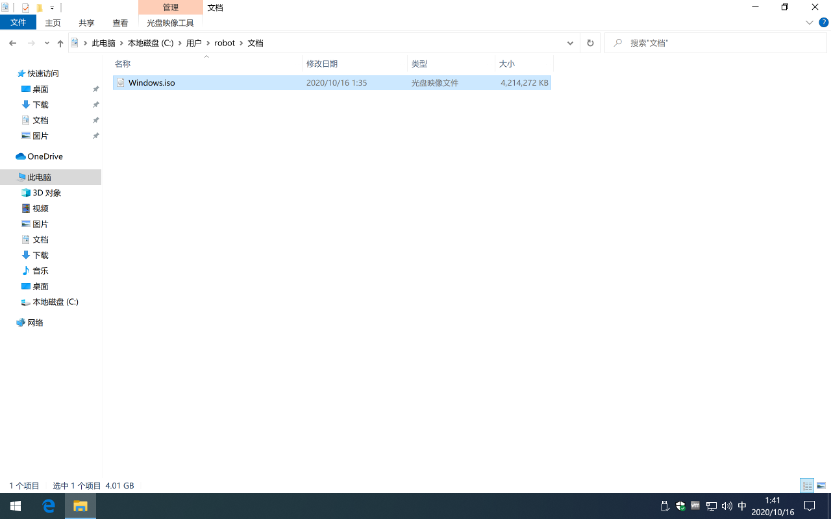 管理 文档
文件 主页 共享 查看 光盘映像工具
此电脑 本地磁盘 (C:) 用户 robot 文档 搜索"文档"
名称 修改日期 类型 大小
Windows.iso 2020/10/16 1:35 光盘映像文件 4,214,272 KB
快速访问
桌面
下载
文档
图片
OneDrive
此电脑
3D 对象
视频
图片
文档
下载
音乐
桌面
本地磁盘 (C:)
网络
1 个项目 选中 1 个项目 4.01 GB
中 1:41
2020/10/16